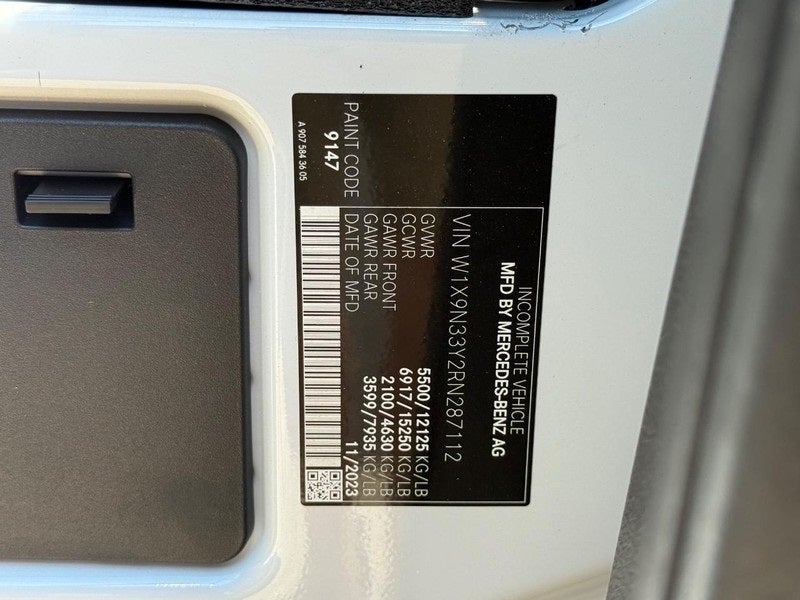 INCOMPLETE VEHICLE
MFD BY MERCEDES-BENZ AG
VIN W1X9N33Y2RN287112
GVWR 5500/12125 KG/LB
GCWR 6917/15250 KG/LB
GAWR FRONT 2100/4630 KG/LB
GAWR REAR 3599/7935 KG/LB
DATE OF MFD 11/2023
PAINT CODE
9147
A 907 584 36 05